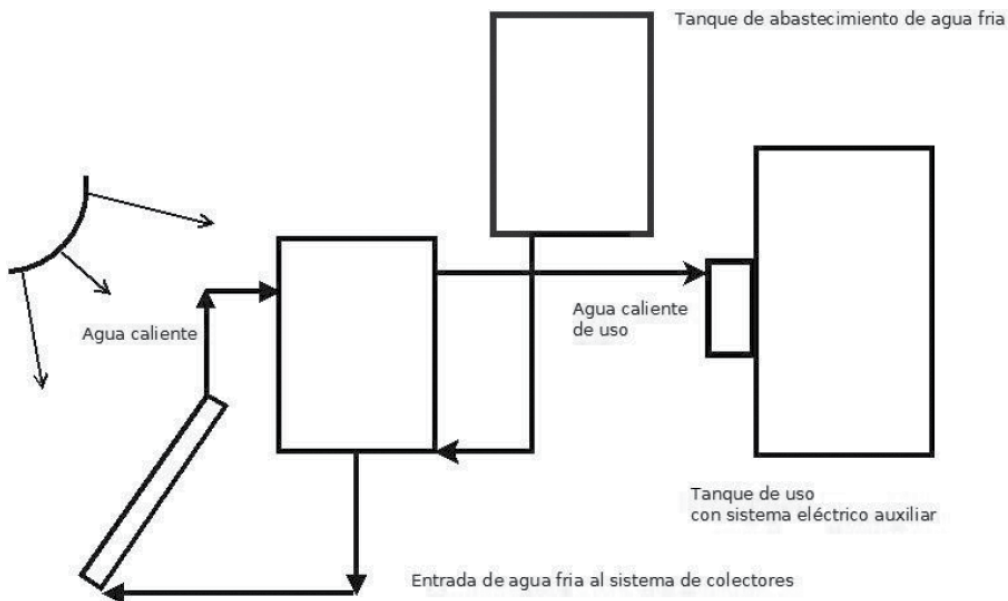 Tanque de abastecimiento de agua fria
Agua caliente
Agua caliente
de uso
Tanque de uso
con sistema eléctrico auxiliar
Entrada de agua fria al sistema de colectores